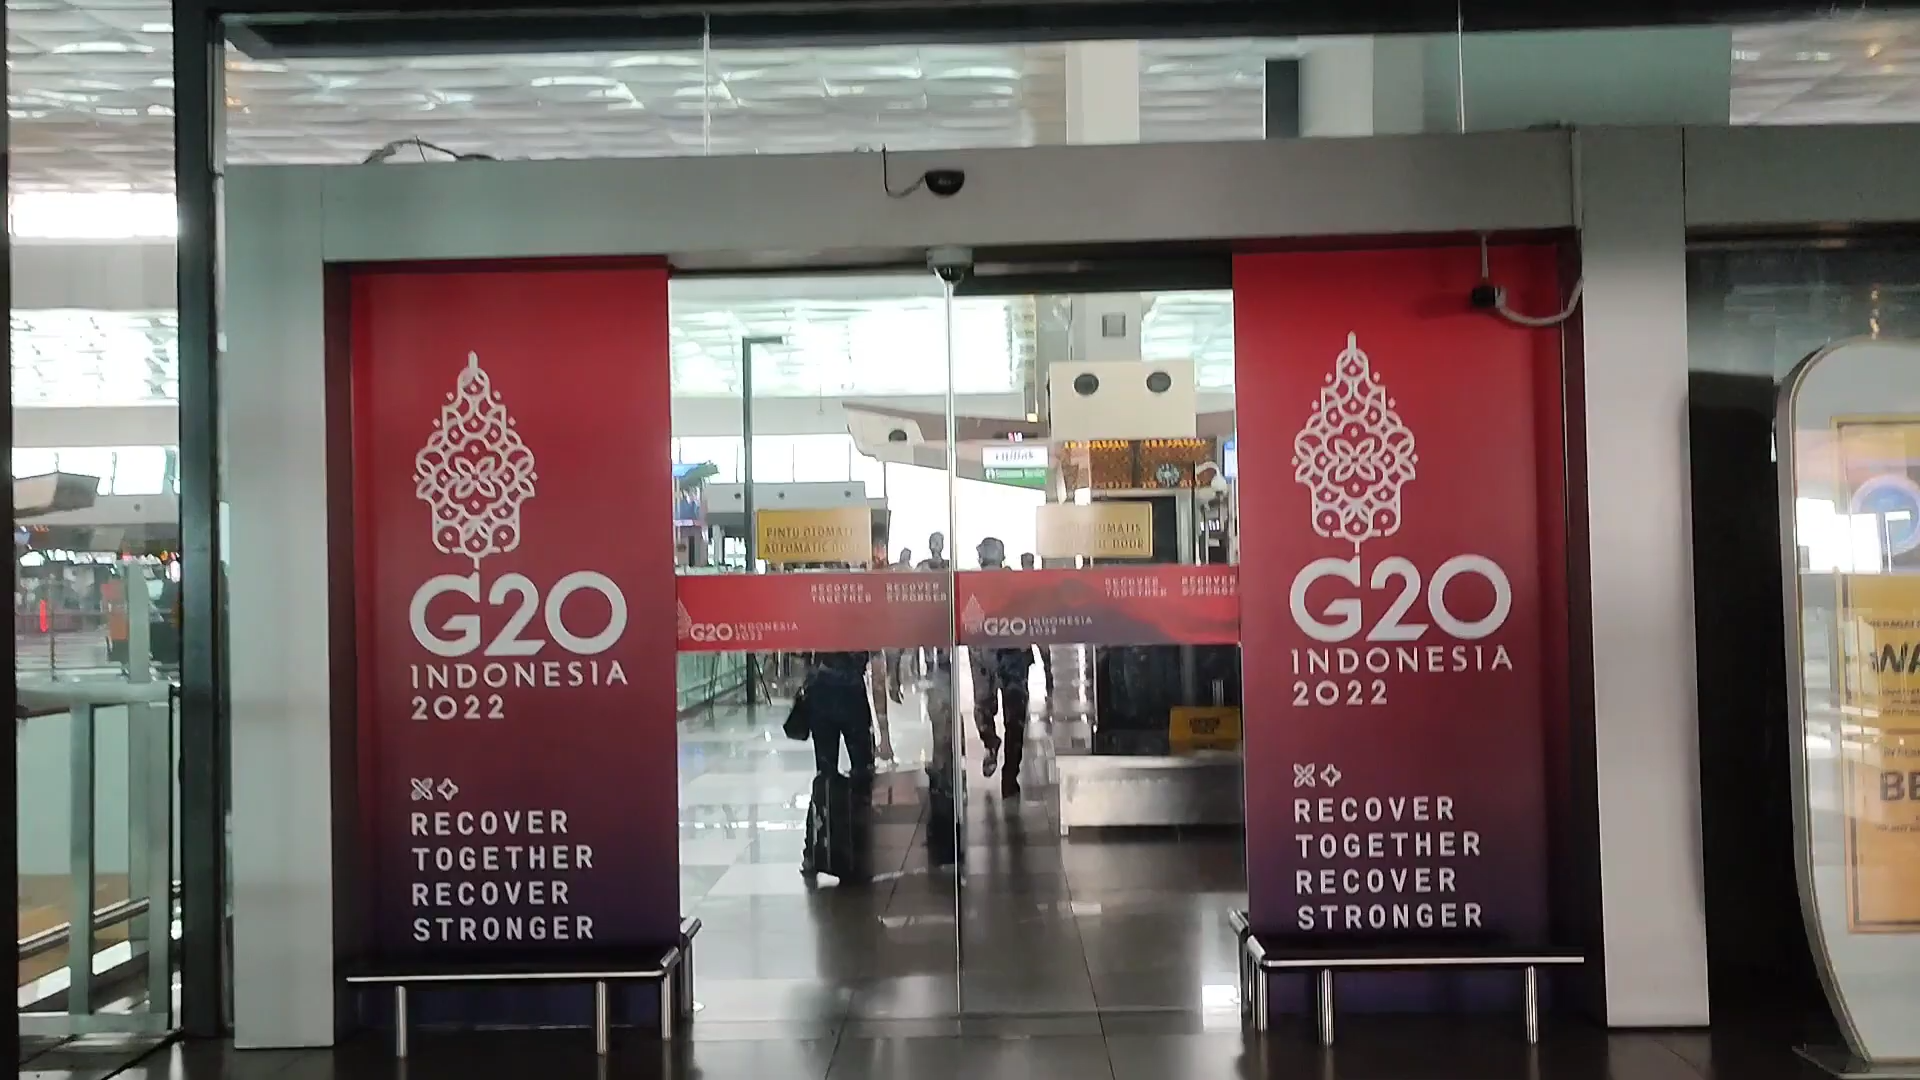 G20
INDONESIA
2022
RECOVER
TOGETHER
RECOVER
STRONGER
PINTU OTOMATIS
AUTOMATIC DOOR
RECOVER TOGETHER
RECOVER STRONGER
G20 INDONESIA 2022
RECOVER TOGETHER
RECOVER STRONGER
G20 INDONESIA 2022
G20
INDONESIA
2022
RECOVER
TOGETHER
RECOVER
STRONGER